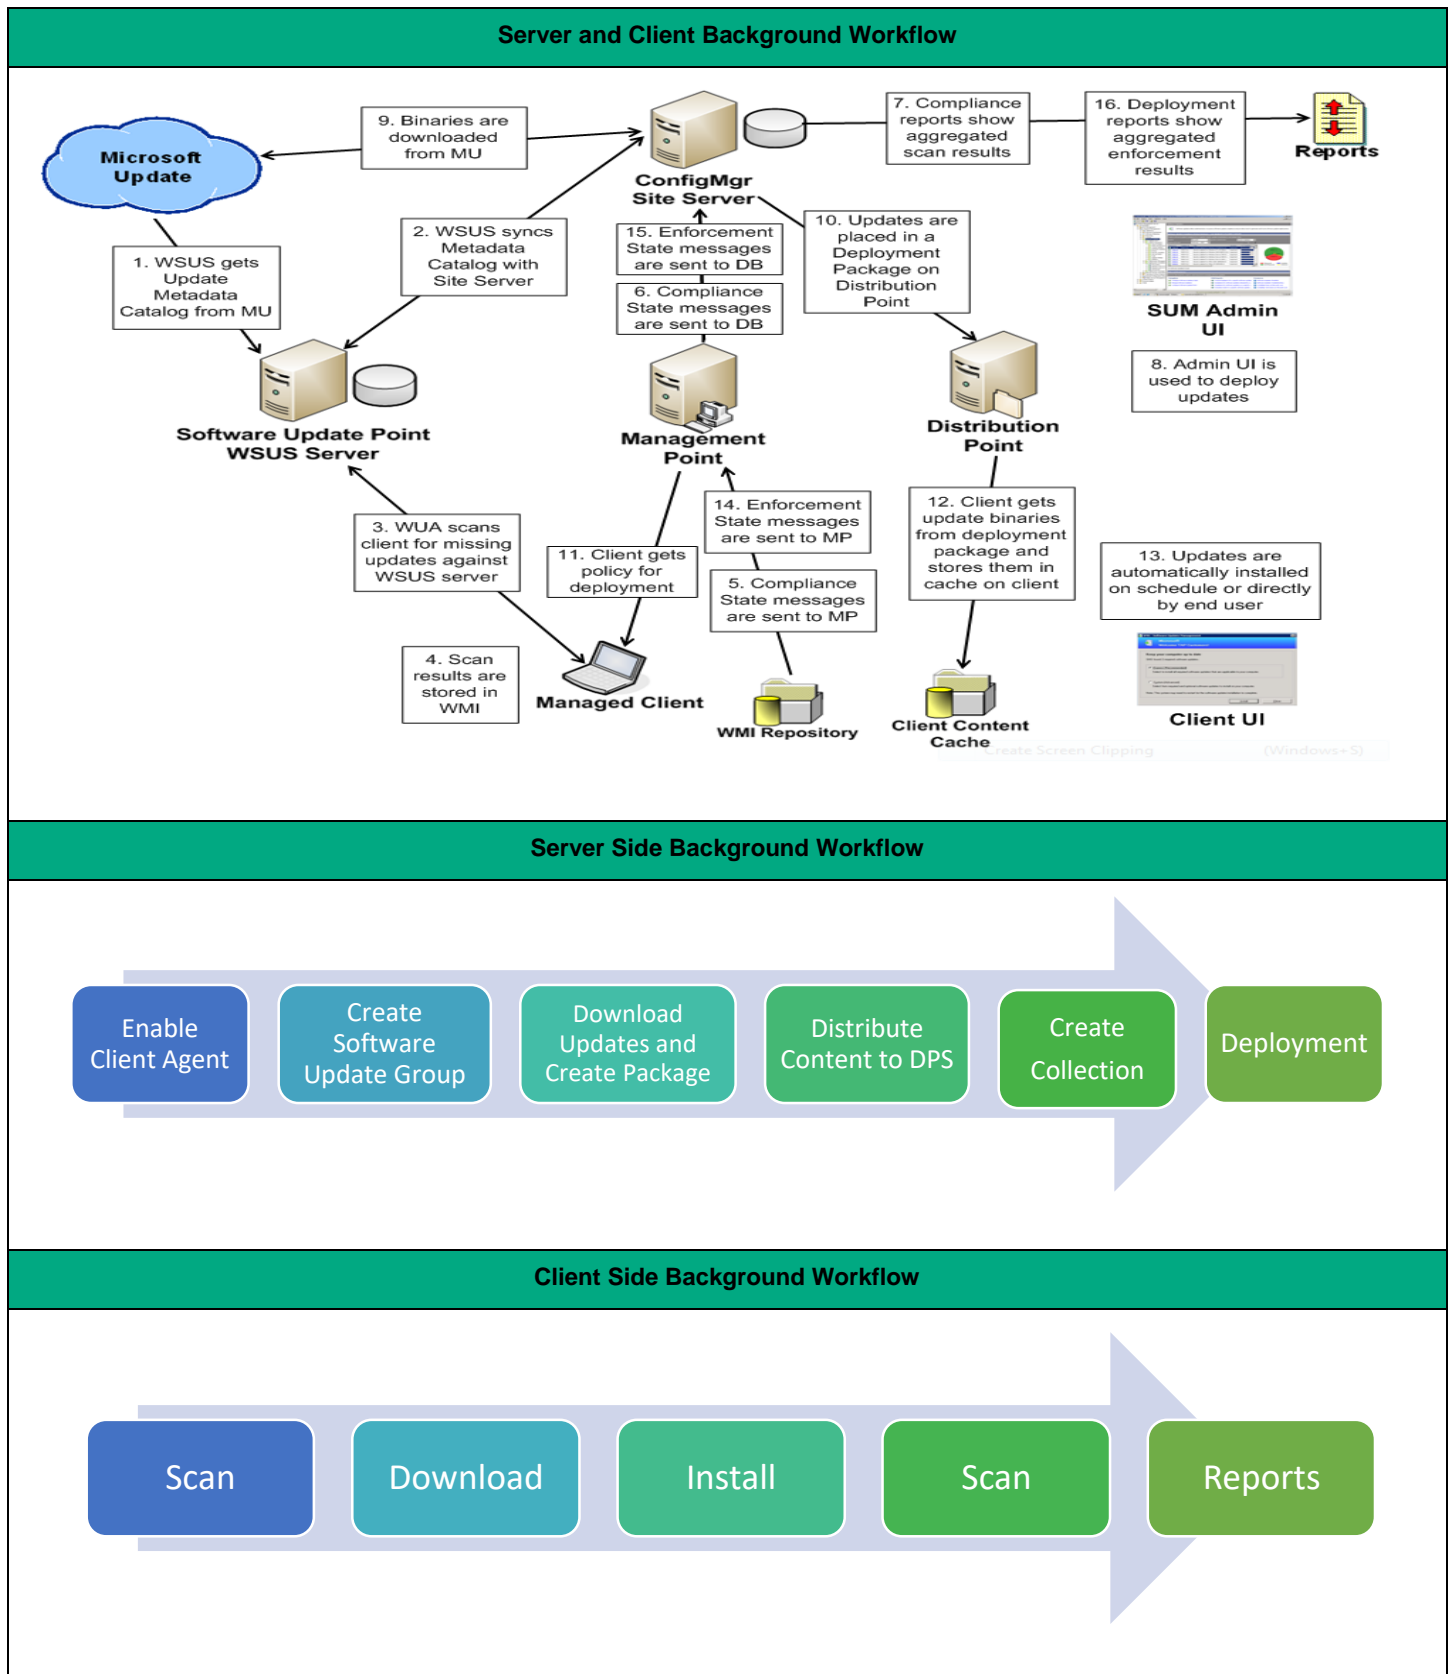 Server and Client Background Workflow
9. Binaries are
downloaded
from MU
7. Compliance
reports show
aggregated
scan results
16. Deployment
reports show
aggregated
enforcement
results
Microsoft
Update
Reports
ConfigMgr
Site Server
1. WSUS gets
Update
Metadata
Catalog from MU
2. WSUS syncs
Metadata
Catalog with
Site Server
15. Enforcement
State messages
are sent to DB
6. Compliance
State messages
are sent to DB
10. Updates are
placed in a
Deployment
Package on
Distribution
Point
SUM Admin
UI
8. Admin UI is
used to deploy
updates
Software Update Point
WSUS Server
Management
Point
Distribution
Point
3. WUA scans
client for missing
updates against
WSUS server
11. Client gets
policy for
deployment
14. Enforcement
State messages
are sent to MP
5. Compliance
State messages
are sent to MP
12. Client gets
update binaries
from deployment
package and
stores them in
cache on client
13. Updates are
automatically installed
on schedule or directly
by end user
4. Scan
results are
stored in
WMI
Managed Client
WMI Repository
Client Content
Cache
Client UI
Create Screen Clipping (Windows+S)
Server Side Background Workflow
Enable
Client Agent
Create
Software
Update Group
Download
Updates and
Create Package
Distribute
Content to DPS
Create
Collection
Deployment
Client Side Background Workflow
Scan
Download
Install
Scan
Reports